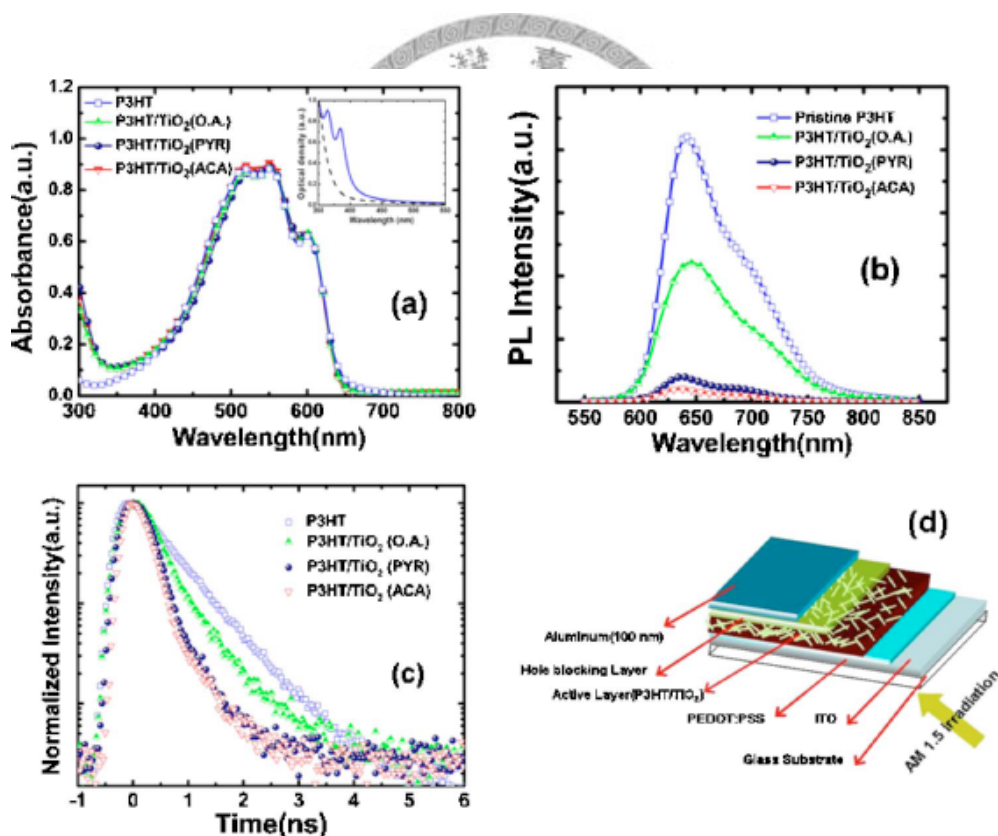 1.2
1.0
0.8
0.6
0.4
0.2
0.0
Absorbance(a.u.)
P3HT
P3HT/TiO₂(O.A.)
P3HT/TiO₂(PYR)
P3HT/TiO₂(ACA)
Optical density (a.u.)
Wavelength (nm)
(a)
300 400 500 600 700 800
Wavelength(nm)
PL Intensity(a.u.)
Pristine P3HT
P3HT/TiO₂(O.A.)
P3HT/TiO₂(PYR)
P3HT/TiO₂(ACA)
(b)
550 600 650 700 750 800 850
Wavelength(nm)
Normalized Intensity(a.u.)
P3HT
P3HT/TiO₂ (O.A.)
P3HT/TiO₂ (PYR)
P3HT/TiO₂ (ACA)
(c)
-1 0 1 2 3 4 5 6
Time(ns)
(d)
Aluminum(100 nm)
Hole blocking Layer
Active Layer(P3HT/TiO₂)
PEDOT:PSS
ITO
Glass Substrate
AM 1.5 irradiation